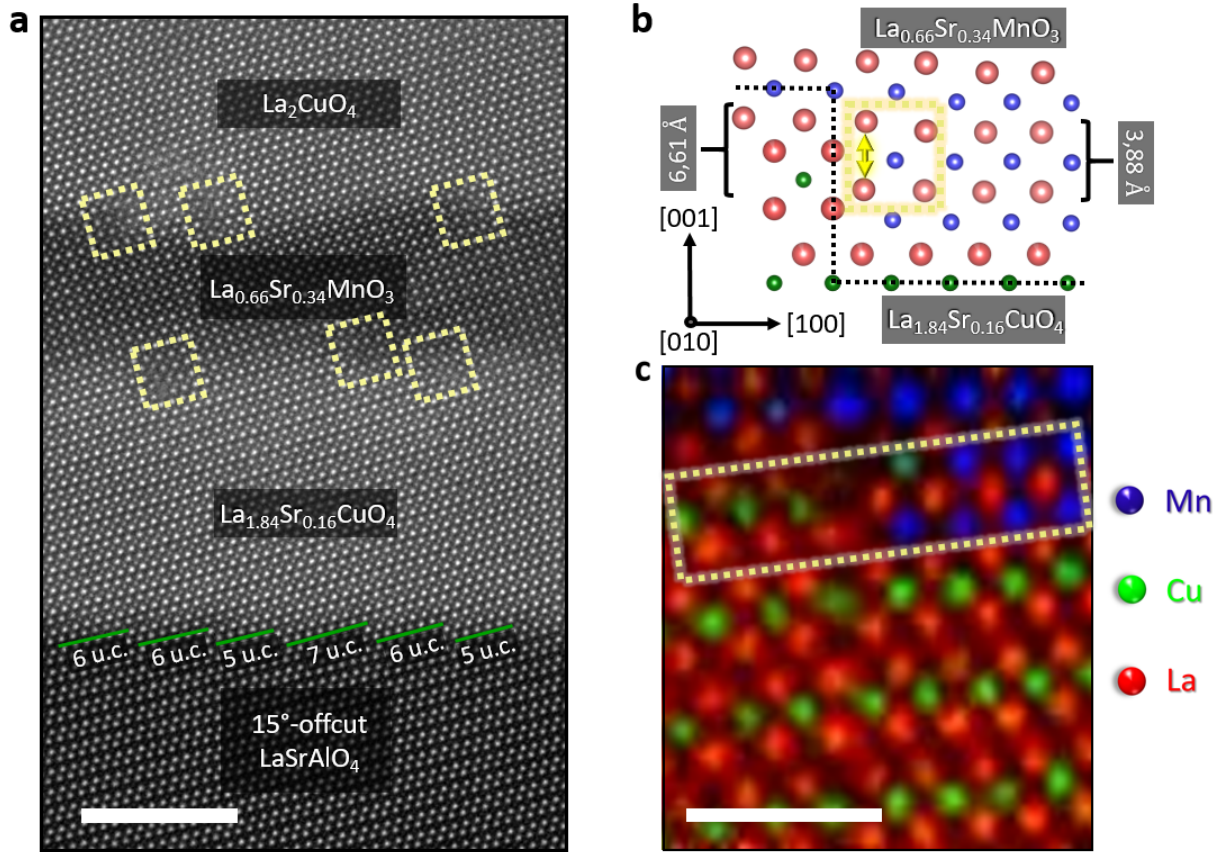 a
La₂CuO₄
La₀.₆₆Sr₀.₃₄MnO₃
La₁.₈₄Sr₀.₁₆CuO₄
6 u.c. 6 u.c. 5 u.c. 7 u.c. 6 u.c. 5 u.c.
15°-offcut
LaSrAlO₄
b
La₀.₆₆Sr₀.₃₄MnO₃
6,61 Å
3,88 Å
[001]
[100]
[010]
La₁.₈₄Sr₀.₁₆CuO₄
c
Mn
Cu
La